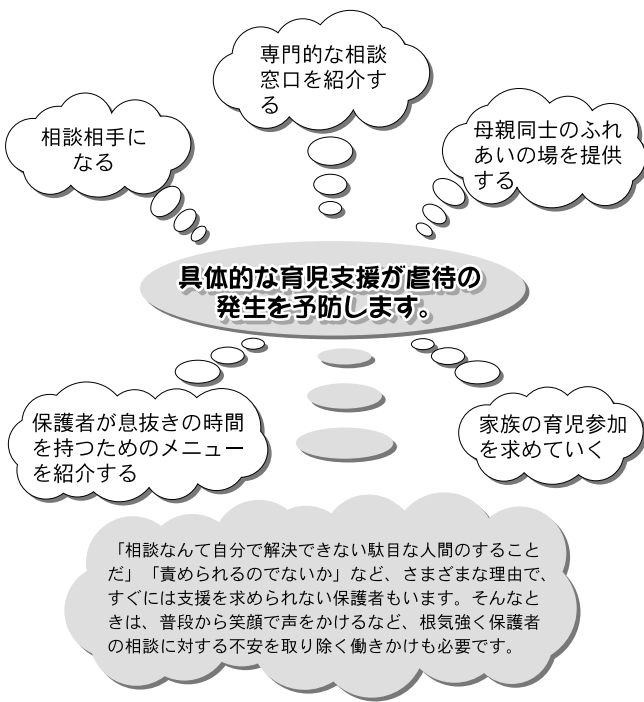 専門的な相談
窓口を紹介す
る
相談相手に
なる
母親同士のふれ
あいの場を提供
する
具体的な育児支援が虐待の
発生を予防します。
保護者が息抜きの時間
を持つためのメニュー
を紹介する
家族の育児参加
を求めていく
「相談なんて自分で解決できない駄目な人間のすること
だ」「責められるのでないか」など、さまざまな理由で、
すぐには支援を求められない保護者もいます。そんなと
きは、普段から笑顔で声をかけるなど、根気強く保護者
の相談に対する不安を取り除く働きかけも必要です。